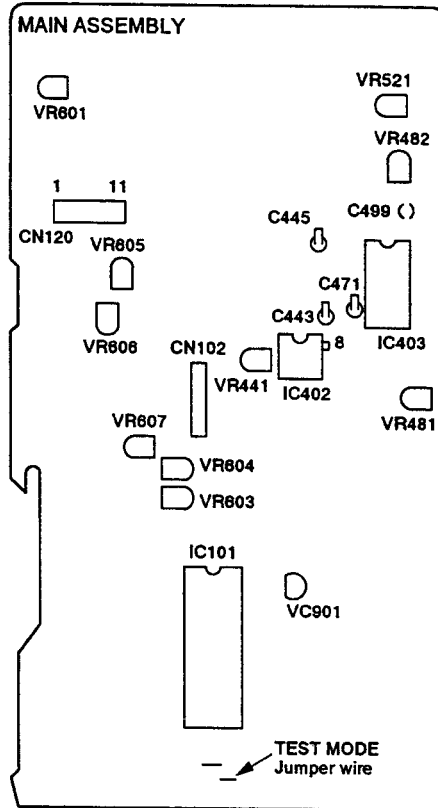 MAIN ASSEMBLY
VR601
VR521
VR482
1 11
CN120
C445
C499
VR605
C471
C443
VR606
CN102
8
IC403
VR441
IC402
VR607
VR481
VR604
VR603
IC101
VC901
TEST MODE
Jumper wire